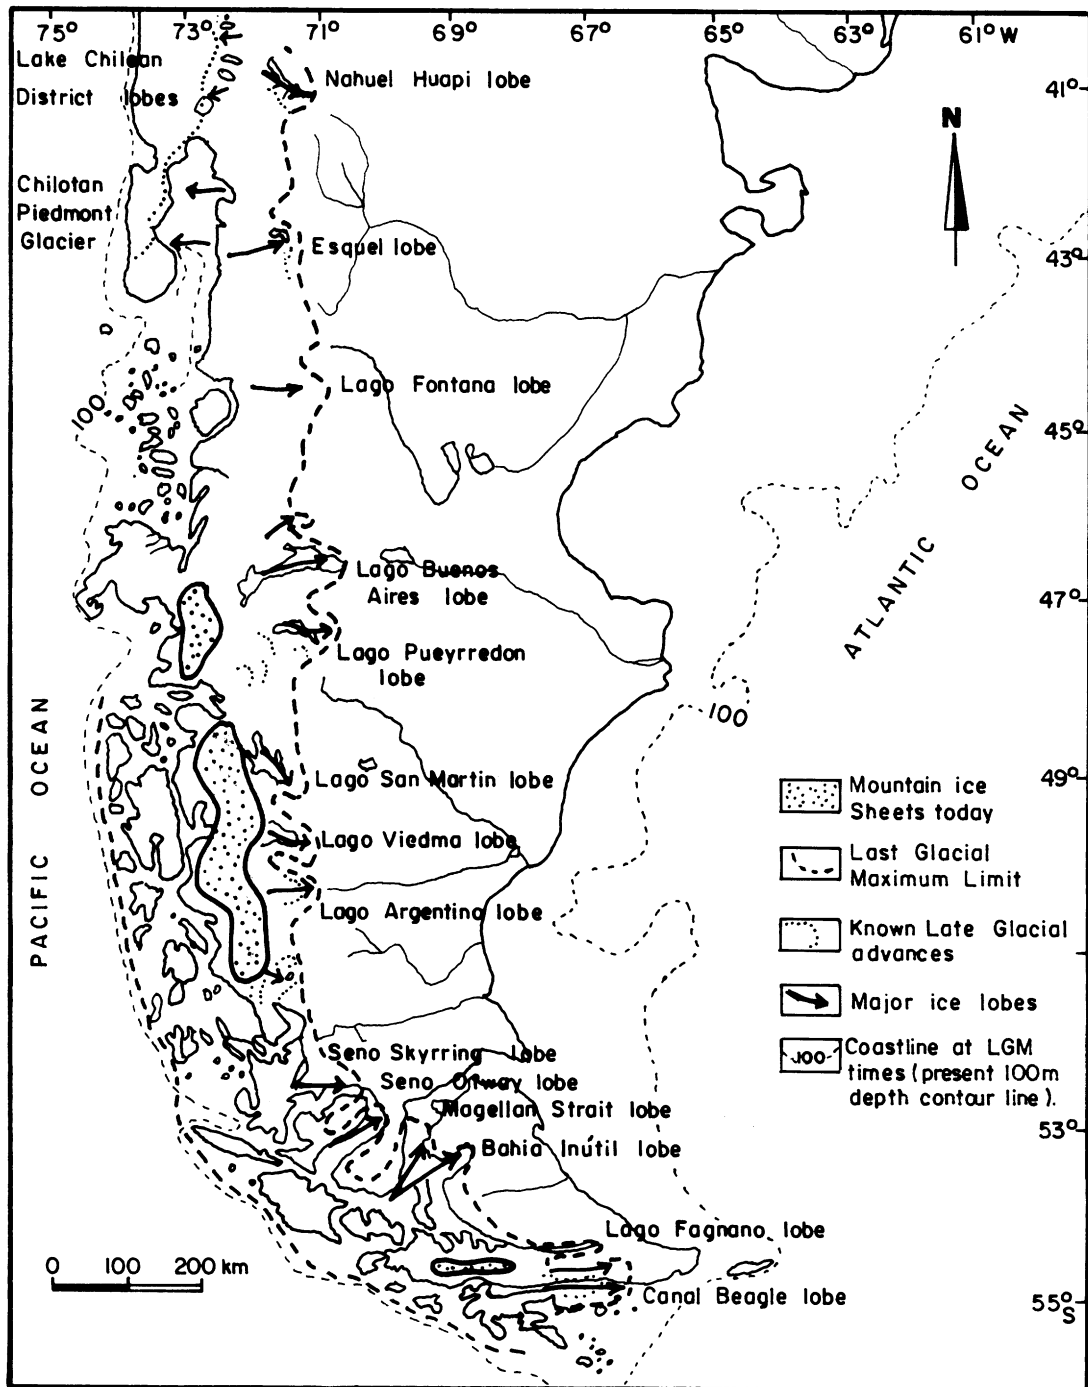 75° 73° 71° 69° 67° 65° 63° 61° W
Lake Chilean
District lobes
Nahuel Huapi lobe
41°
N
Chilotan
Piedmont
Glacier
Esquel lobe
43°
Lago Fontana lobe
100
45°
ATLANTIC OCEAN
Lago Buenos
Aires lobe
47°
Lago Pueyrredon
lobe
PACIFIC OCEAN
100
Lago San Martin lobe
49°
Lago Viedma lobe
Lago Argentino lobe
Mountain ice
Sheets today
Last Glacial
Maximum Limit
Known Late Glacial
advances
Major ice lobes
100
Coastline at LGM
times (present 100m
depth contour line).
Seno Skyrring lobe
Seno Otway lobe
Magellan Strait lobe
53°
Bahia Inútil lobe
Lago Fagnano lobe
0 100 200 km
Canal Beagle lobe
55°
S